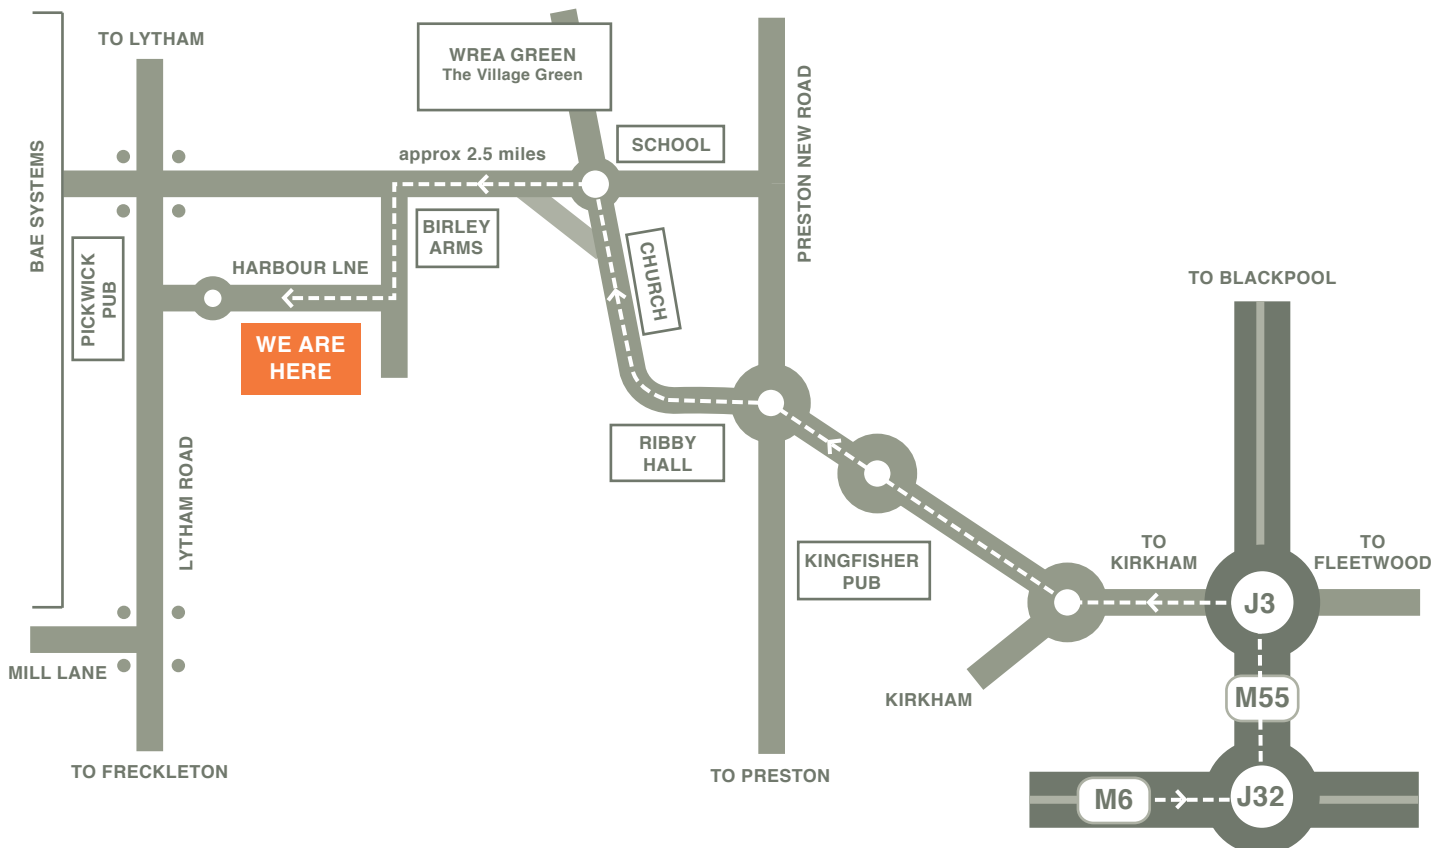 TO LYTHAM
WREA GREEN
The Village Green
PRESTON NEW ROAD
SCHOOL
approx 2.5 miles
BAE SYSTEMS
BIRLEY
ARMS
CHURCH
PICKWICK
PUB
HARBOUR LNE
WE ARE
HERE
TO BLACKPOOL
RIBBY
HALL
LYTHAM ROAD
KINGFISHER
PUB
TO
KIRKHAM
TO
FLEETWOOD
J3
MILL LANE
KIRKHAM
M55
TO FRECKLETON
TO PRESTON
M6
J32